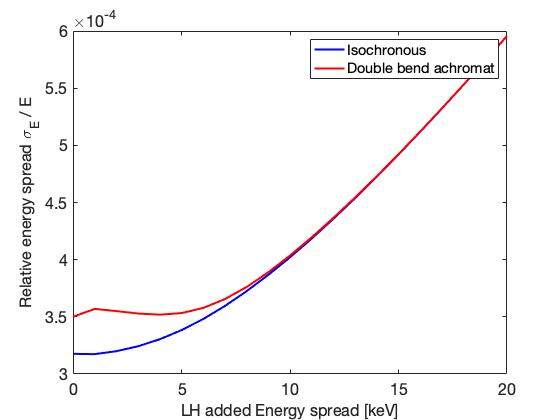 ×10⁻⁴
6
5.5
5
4.5
4
3.5
3
Relative energy spread σ_E / E
Isochronous
Double bend achromat
0 5 10 15 20
LH added Energy spread [keV]